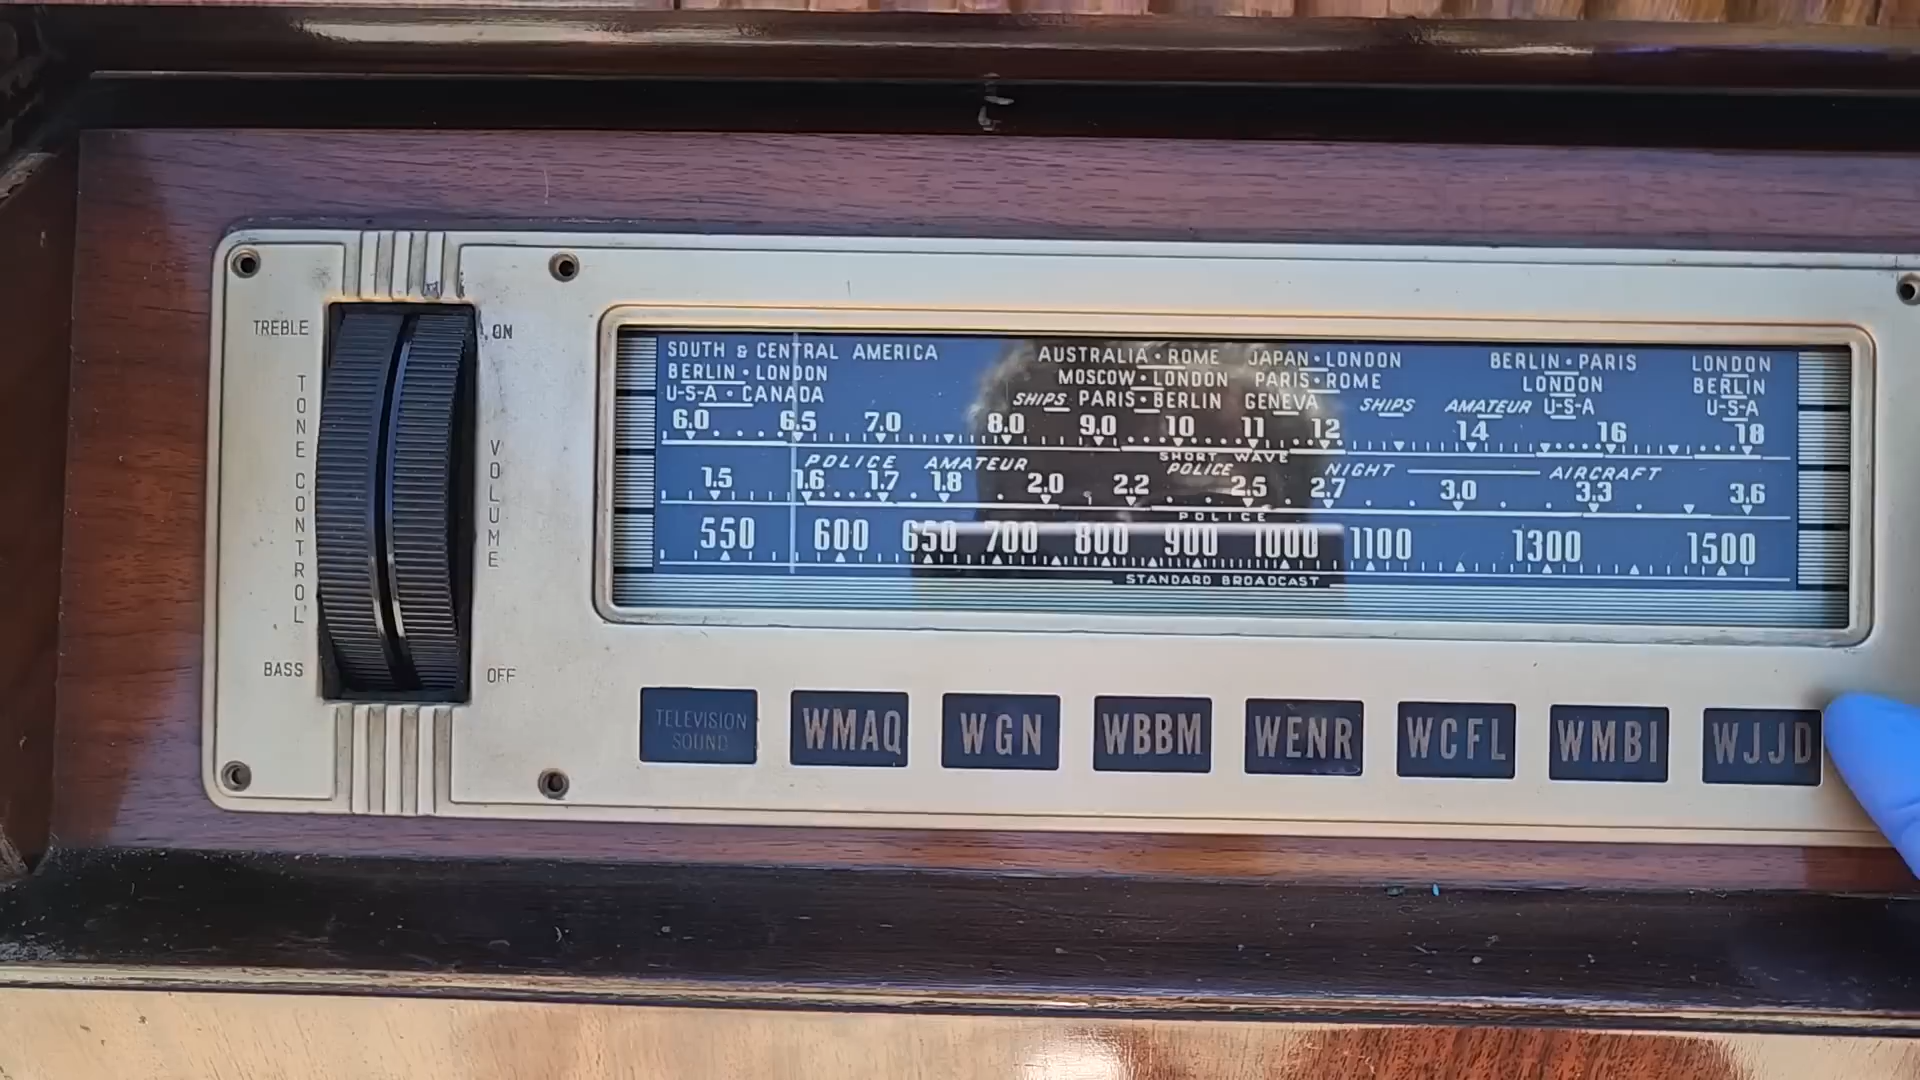 TREBLE
ON
TONE CONTROL
VOLUME
BASS
OFF
SOUTH & CENTRAL AMERICA
BERLIN • LONDON
U-S-A • CANADA
AUSTRALIA • ROME
MOSCOW • LONDON
SHIPS PARIS • BERLIN
JAPAN • LONDON
PARIS • ROME
GENEVA
SHIPS
AMATEUR
BERLIN • PARIS
LONDON
U-S-A
LONDON
BERLIN
U-S-A
6.0 6.5 7.0 8.0 9.0 10 11 12 14 16 18
SHORT WAVE
POLICE AMATEUR POLICE NIGHT AIRCRAFT
1.5 1.6 1.7 1.8 2.0 2.2 2.5 2.7 3.0 3.3 3.6
POLICE
550 600 650 700 800 900 1000 1100 1300 1500
STANDARD BROADCAST
TELEVISION
SOUND
WMAQ
WGN
WBBM
WENR
WCFL
WMBI
WJJD